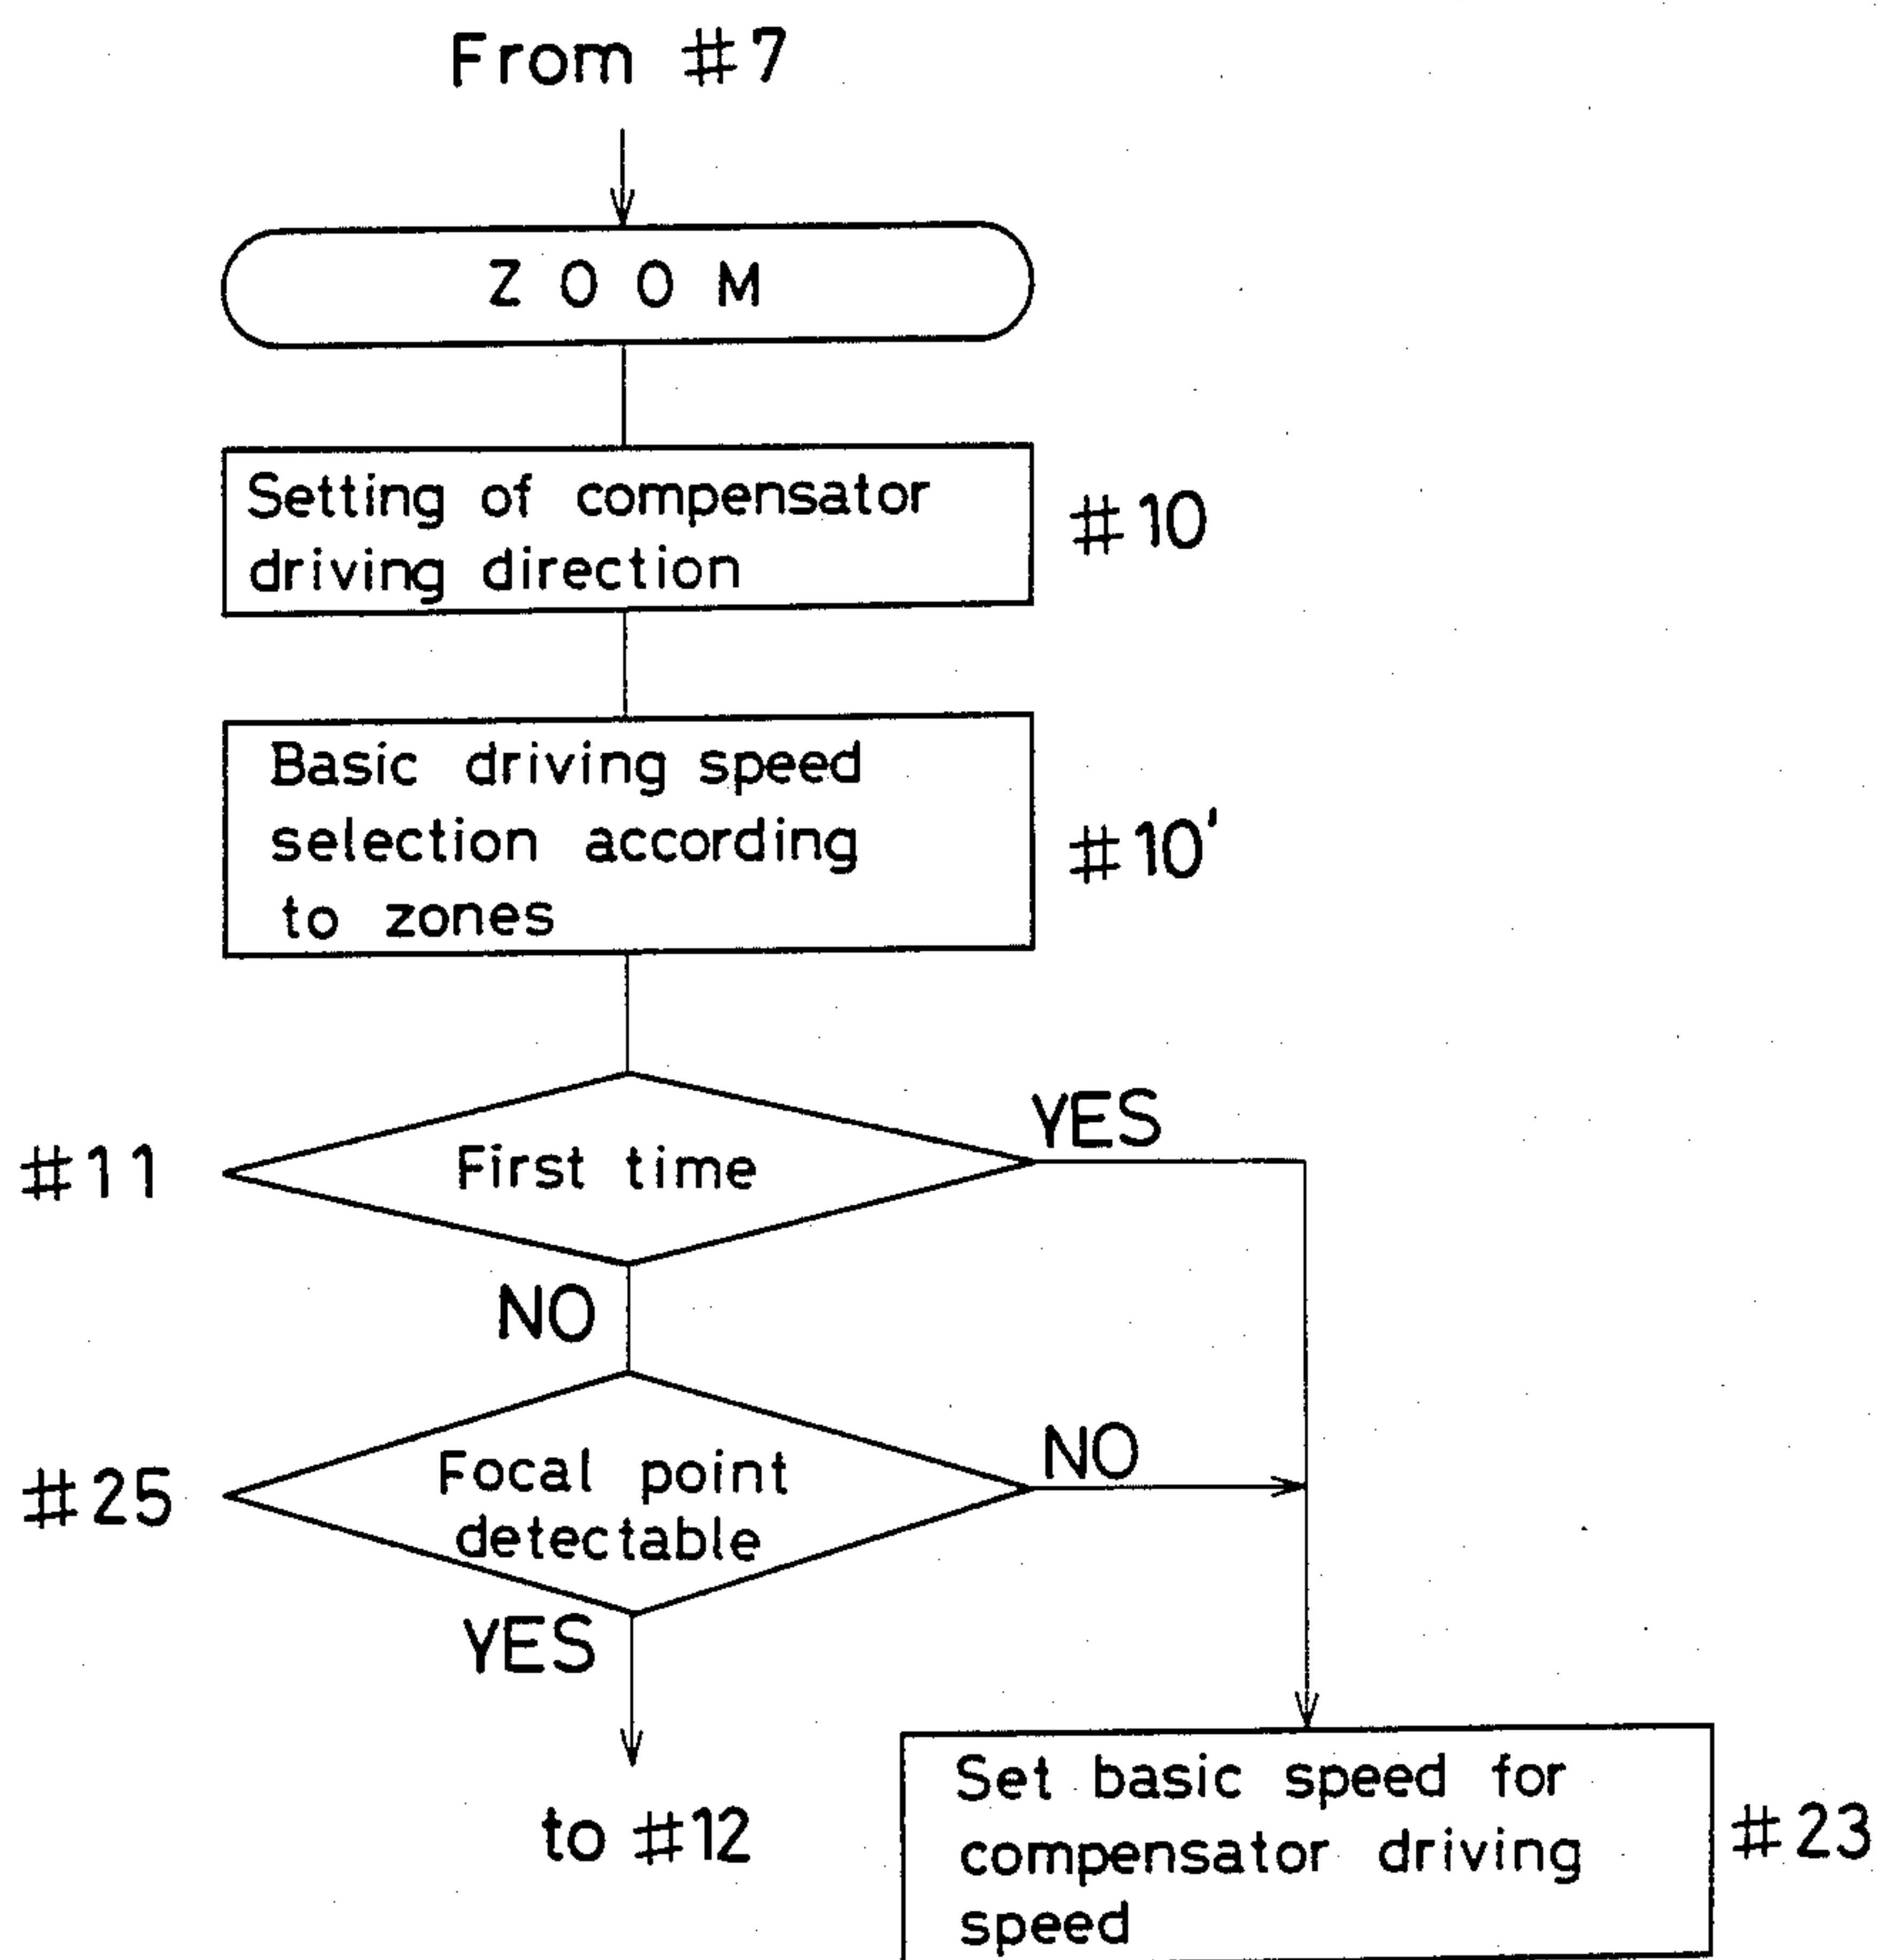 From #7
ZOOM
Setting of compensator
driving direction
#10
Basic driving speed
selection according
to zones
#10'
#11
First time
YES
NO
#25
Focal point
detectable
NO
YES
to #12
Set basic speed for
compensator driving
speed
#23